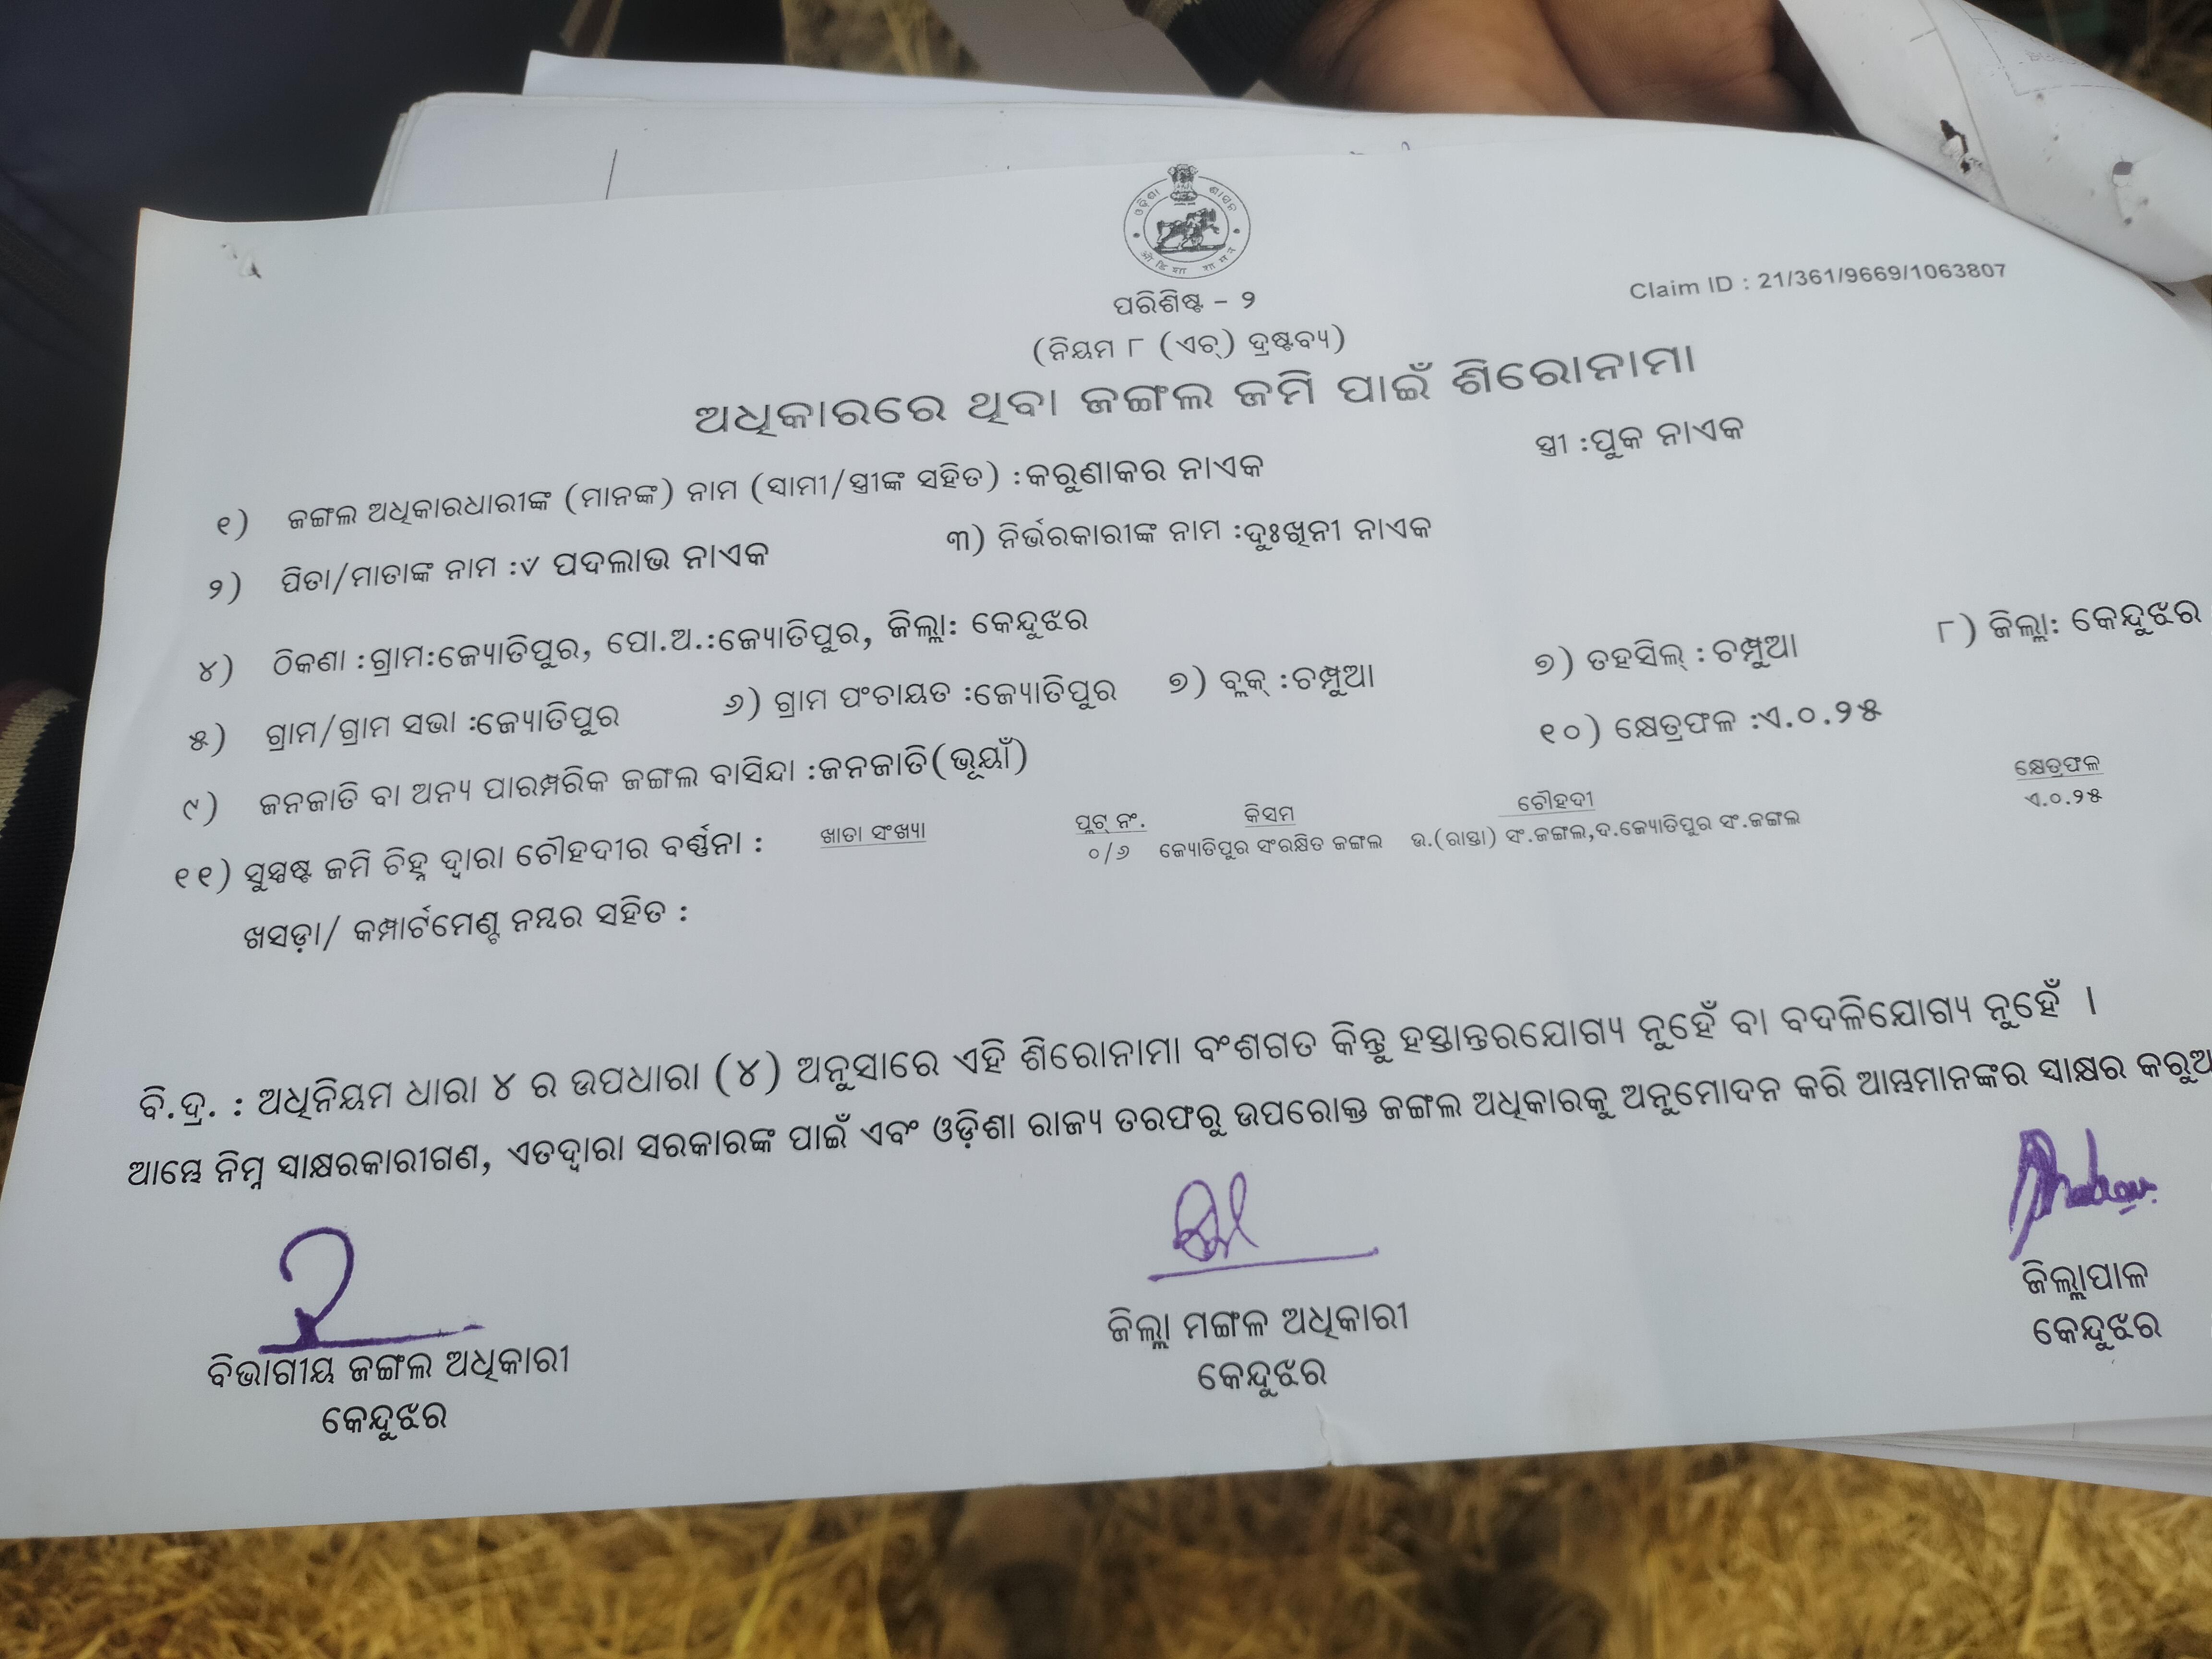 ଓଡ଼ିଶା ଶାସନ
ओडिशा शासन
Claim ID : 21/361/9669/1063807
ପରିଶିଷ୍ଟ - ୨
(ନିୟମ ୮ (ଏଚ୍) ଦ୍ରଷ୍ଟବ୍ୟ)
ଅଧିକାରରେ ଥିବା ଜଙ୍ଗଲ ଜମି ପାଇଁ ଶିରୋନାମା
୧) ଜଙ୍ଗଲ ଅଧିକାରଧାରୀଙ୍କ (ମାନଙ୍କ) ନାମ (ସ୍ୱାମୀ/ସ୍ତ୍ରୀଙ୍କ ସହିତ) :କରୁଣାକର ନାଏକ ସ୍ତ୍ରୀ :ପୁକ ନାଏକ
୨) ପିତା/ମାତାଙ୍କ ନାମ :୰ ପଦଲାଭ ନାଏକ ୩) ନିର୍ଭରକାରୀଙ୍କ ନାମ :ଦୁଃଖିନୀ ନାଏକ
୪) ଠିକଣା :ଗ୍ରାମ:ଜ୍ୟୋତିପୁର, ପୋ.ଅ.:ଜ୍ୟୋତିପୁର, ଜିଲ୍ଲା: କେନ୍ଦୁଝର
୫) ଗ୍ରାମ/ଗ୍ରାମ ସଭା :ଜ୍ୟୋତିପୁର ୬) ଗ୍ରାମ ପଂଚାୟତ :ଜ୍ୟୋତିପୁର ୭) ବ୍ଲକ୍ :ଚମ୍ପୁଆ ୭) ତହସିଲ୍ : ଚମ୍ପୁଆ ୮) ଜିଲ୍ଲା: କେନ୍ଦୁଝର
୯) ଜନଜାତି ବା ଅନ୍ୟ ପାରମ୍ପରିକ ଜଙ୍ଗଲ ବାସିନ୍ଦା :ଜନଜାତି(ଭୂୟାଁ) ୧୦) କ୍ଷେତ୍ରଫଳ :ଏ.୦.୨୫
୧୧) ସୁସ୍ପଷ୍ଟ ଜମି ଚିହ୍ନ ଦ୍ୱାରା ଚୌହଦୀର ବର୍ଣ୍ଣନା : ଖାତା ସଂଖ୍ୟା ପ୍ଲଟ୍ ନଂ. କିସମ ଚୌହଦୀ କ୍ଷେତ୍ରଫଳ
୦/୬ ଜ୍ୟୋତିପୁର ସଂରକ୍ଷିତ ଜଙ୍ଗଲ ଉ.(ରାସ୍ତା) ସଂ.ଜଙ୍ଗଲ,ଦ.ଜ୍ୟୋତିପୁର ସଂ.ଜଙ୍ଗଲ ଏ.୦.୨୫
ଖସଡ଼ା/ କମ୍ପାର୍ଟମେଣ୍ଟ ନମ୍ବର ସହିତ :
ବି.ଦ୍ର. : ଅଧିନିୟମ ଧାରା ୪ ର ଉପଧାରା (୪) ଅନୁସାରେ ଏହି ଶିରୋନାମା ବଂଶଗତ କିନ୍ତୁ ହସ୍ତାନ୍ତରଯୋଗ୍ୟ ନୁହେଁ ବା ବଦଳିଯୋଗ୍ୟ ନୁହେଁ ।
ଆମ୍ଭେ ନିମ୍ନ ସ୍ୱାକ୍ଷରକାରୀଗଣ, ଏତଦ୍ୱାରା ସରକାରଙ୍କ ପାଇଁ ଏବଂ ଓଡ଼ିଶା ରାଜ୍ୟ ତରଫରୁ ଉପରୋକ୍ତ ଜଙ୍ଗଲ ଅଧିକାରକୁ ଅନୁମୋଦନ କରି ଆମ୍ଭମାନଙ୍କର ସ୍ୱାକ୍ଷର
ବିଭାଗୀୟ ଜଙ୍ଗଲ ଅଧିକାରୀ
କେନ୍ଦୁଝର
ଜିଲ୍ଲା ମଙ୍ଗଳ ଅଧିକାରୀ
କେନ୍ଦୁଝର
ଜିଲ୍ଲାପାଳ
କେନ୍ଦୁଝର